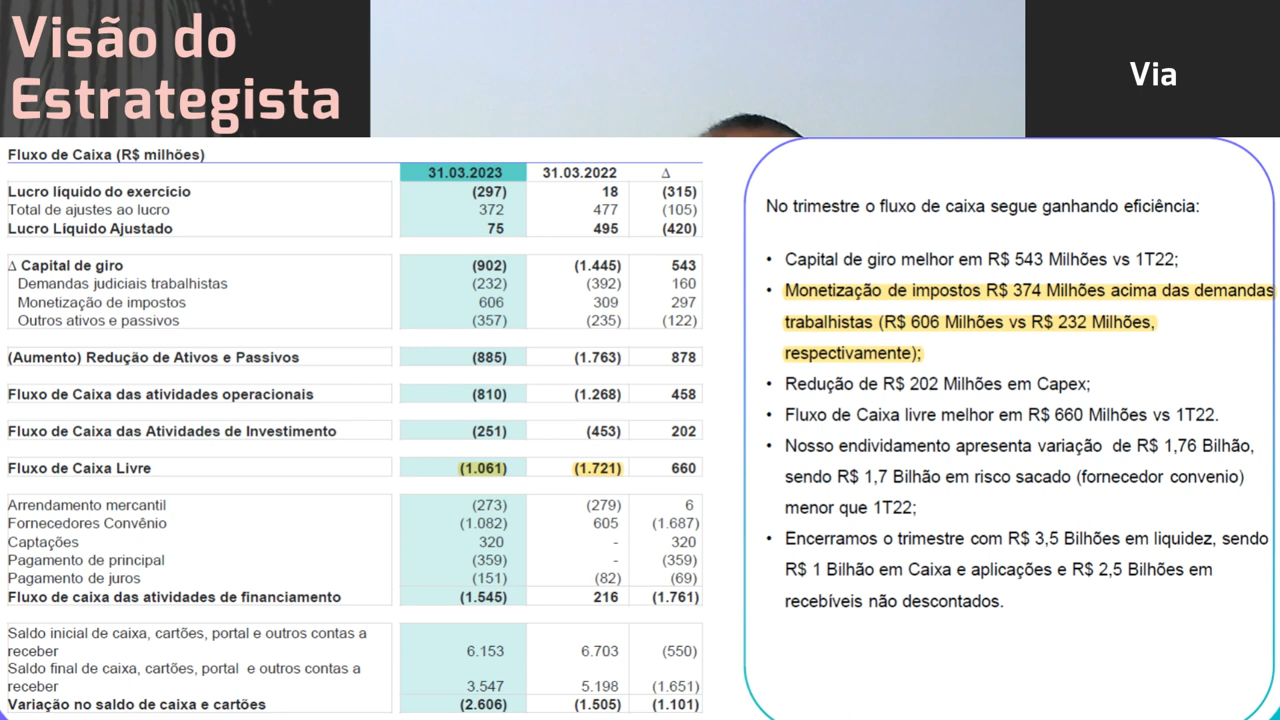 Visão do
Estrategista
Via
Fluxo de Caixa (R$ milhões)
31.03.2023 31.03.2022 Δ
Lucro líquido do exercício (297) 18 (315)
Total de ajustes ao lucro 372 477 (105)
Lucro Líquido Ajustado 75 495 (420)
Δ Capital de giro (902) (1.445) 543
Demandas judiciais trabalhistas (232) (392) 160
Monetização de impostos 606 309 297
Outros ativos e passivos (357) (235) (122)
(Aumento) Redução de Ativos e Passivos (885) (1.763) 878
Fluxo de Caixa das atividades operacionais (810) (1.268) 458
Fluxo de Caixa das Atividades de Investimento (251) (453) 202
Fluxo de Caixa Livre (1.061) (1.721) 660
Arrendamento mercantil (273) (279) 6
Fornecedores Convênio (1.082) 605 (1.687)
Captações 320 - 320
Pagamento de principal (359) - (359)
Pagamento de juros (151) (82) (69)
Fluxo de caixa das atividades de financiamento (1.545) 216 (1.761)
Saldo inicial de caixa, cartões, portal e outros contas a
receber 6.153 6.703 (550)
Saldo final de caixa, cartões, portal e outros contas a
receber 3.547 5.198 (1.651)
Variação no saldo de caixa e cartões (2.606) (1.505) (1.101)
No trimestre o fluxo de caixa segue ganhando eficiência:
• Capital de giro melhor em R$ 543 Milhões vs 1T22;
• Monetização de impostos R$ 374 Milhões acima das demandas
trabalhistas (R$ 606 Milhões vs R$ 232 Milhões,
respectivamente);
• Redução de R$ 202 Milhões em Capex;
• Fluxo de Caixa livre melhor em R$ 660 Milhões vs 1T22.
• Nosso endividamento apresenta variação de R$ 1,76 Bilhão,
sendo R$ 1,7 Bilhão em risco sacado (fornecedor convenio)
menor que 1T22;
• Encerramos o trimestre com R$ 3,5 Bilhões em liquidez, sendo
R$ 1 Bilhão em Caixa e aplicações e R$ 2,5 Bilhões em
recebíveis não descontados.